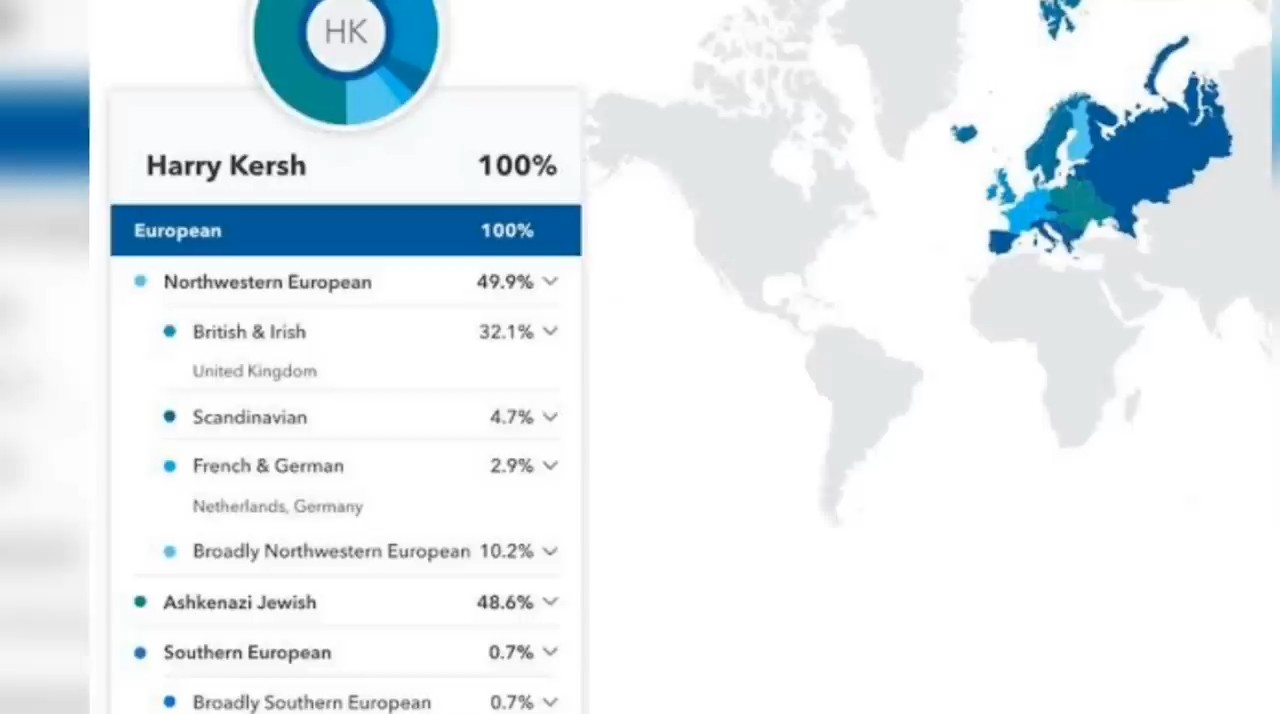 HK
Harry Kersh 100%
European 100%
Northwestern European 49.9%
British & Irish 32.1%
United Kingdom
Scandinavian 4.7%
French & German 2.9%
Netherlands, Germany
Broadly Northwestern European 10.2%
Ashkenazi Jewish 48.6%
Southern European 0.7%
Broadly Southern European 0.7%